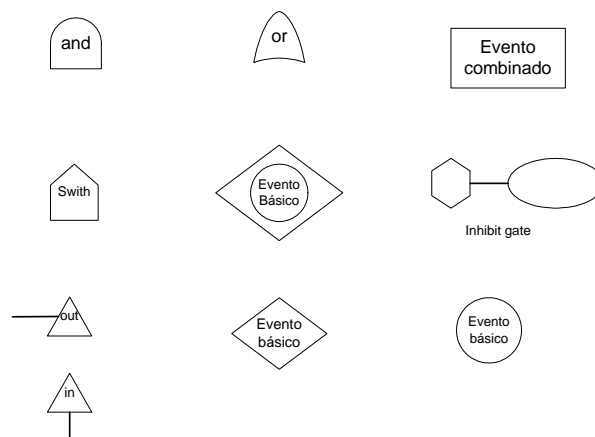 and
or
Evento
combinado
Swith
Evento
Básico
Inhibit gate
out
Evento
básico
Evento
básico
in